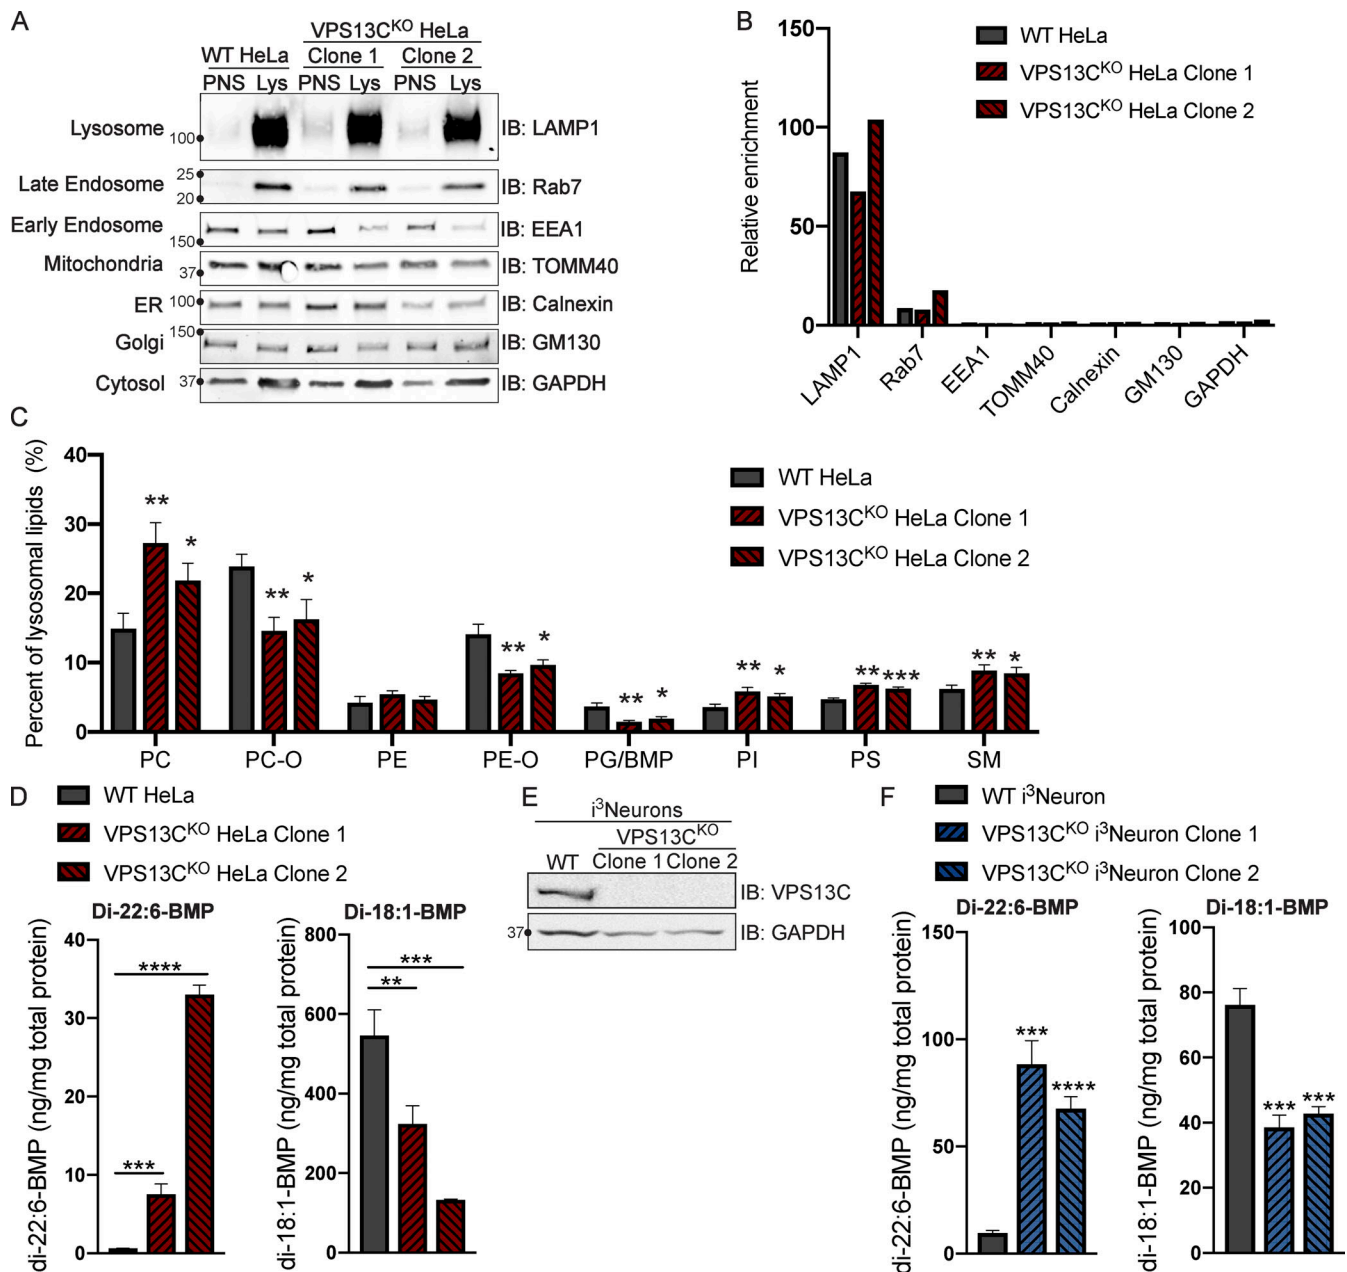 A
VPS13C^KO HeLa
WT HeLa Clone 1 Clone 2
PNS Lys PNS Lys PNS Lys
Lysosome 100 IB: LAMP1
Late Endosome 25 20 IB: Rab7
Early Endosome 150 IB: EEA1
Mitochondria 37 IB: TOMM40
ER 100 IB: Calnexin
Golgi 150 IB: GM130
Cytosol 37 IB: GAPDH
B
WT HeLa
VPS13C^KO HeLa Clone 1
VPS13C^KO HeLa Clone 2
Relative enrichment
150
100
50
0
LAMP1 Rab7 EEA1 TOMM40 Calnexin GM130 GAPDH
C
WT HeLa
VPS13C^KO HeLa Clone 1
VPS13C^KO HeLa Clone 2
Percent of lysosomal lipids (%)
40
30
20
10
0
** * ** * ** * ** * ** * ** *** ** *
PC PC-O PE PE-O PG/BMP PI PS SM
D
WT HeLa
VPS13C^KO HeLa Clone 1
VPS13C^KO HeLa Clone 2
Di-22:6-BMP
di-22:6-BMP (ng/mg total protein)
40
30
20
10
0
****
***
Di-18:1-BMP
di-18:1-BMP (ng/mg total protein)
800
600
400
200
0
***
**
E
i³Neurons
VPS13C^KO
WT Clone 1 Clone 2
IB: VPS13C
37 IB: GAPDH
F
WT i³Neuron
VPS13C^KO i³Neuron Clone 1
VPS13C^KO i³Neuron Clone 2
Di-22:6-BMP
di-22:6-BMP (ng/mg total protein)
150
100
50
0
*** ****
Di-18:1-BMP
di-18:1-BMP (ng/mg total protein)
100
80
60
40
20
0
*** ***